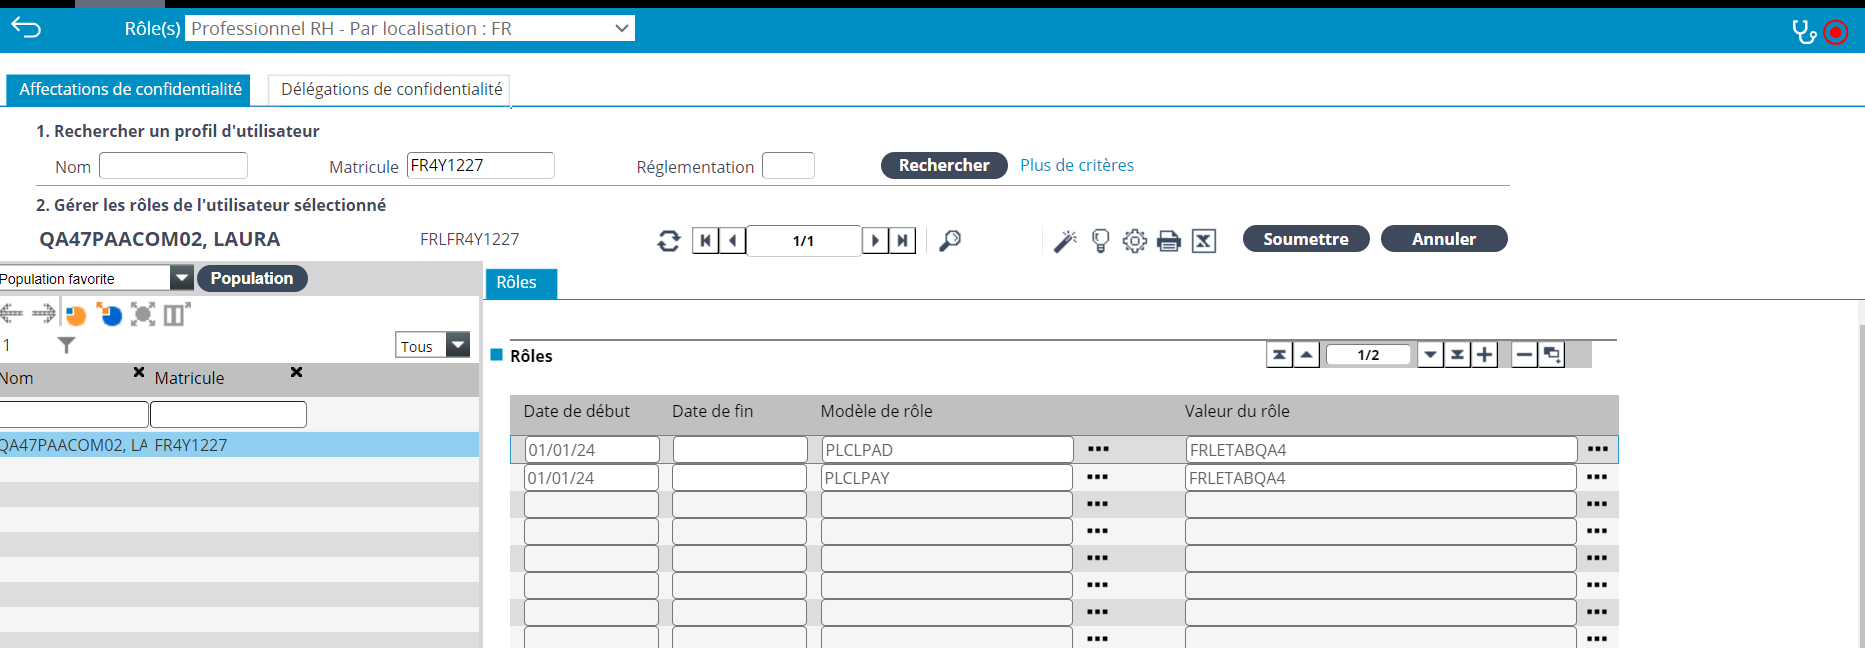 Rôle(s) Professionnel RH - Par localisation : FR
Affectations de confidentialité Délégations de confidentialité
1. Rechercher un profil d'utilisateur
Nom Matricule FR4Y1227 Réglementation Rechercher Plus de critères
2. Gérer les rôles de l'utilisateur sélectionné
QA47PAACOM02, LAURA FRLFR4Y1227 1/1 Soumettre Annuler
Population favorite Population
Rôles
1 Tous
Rôles 1/2
Nom Matricule
Date de début Date de fin Modèle de rôle Valeur du rôle
QA47PAACOM02, LA FR4Y1227
01/01/24 PLCLPAD FRLETABQA4
01/01/24 PLCLPAY FRLETABQA4